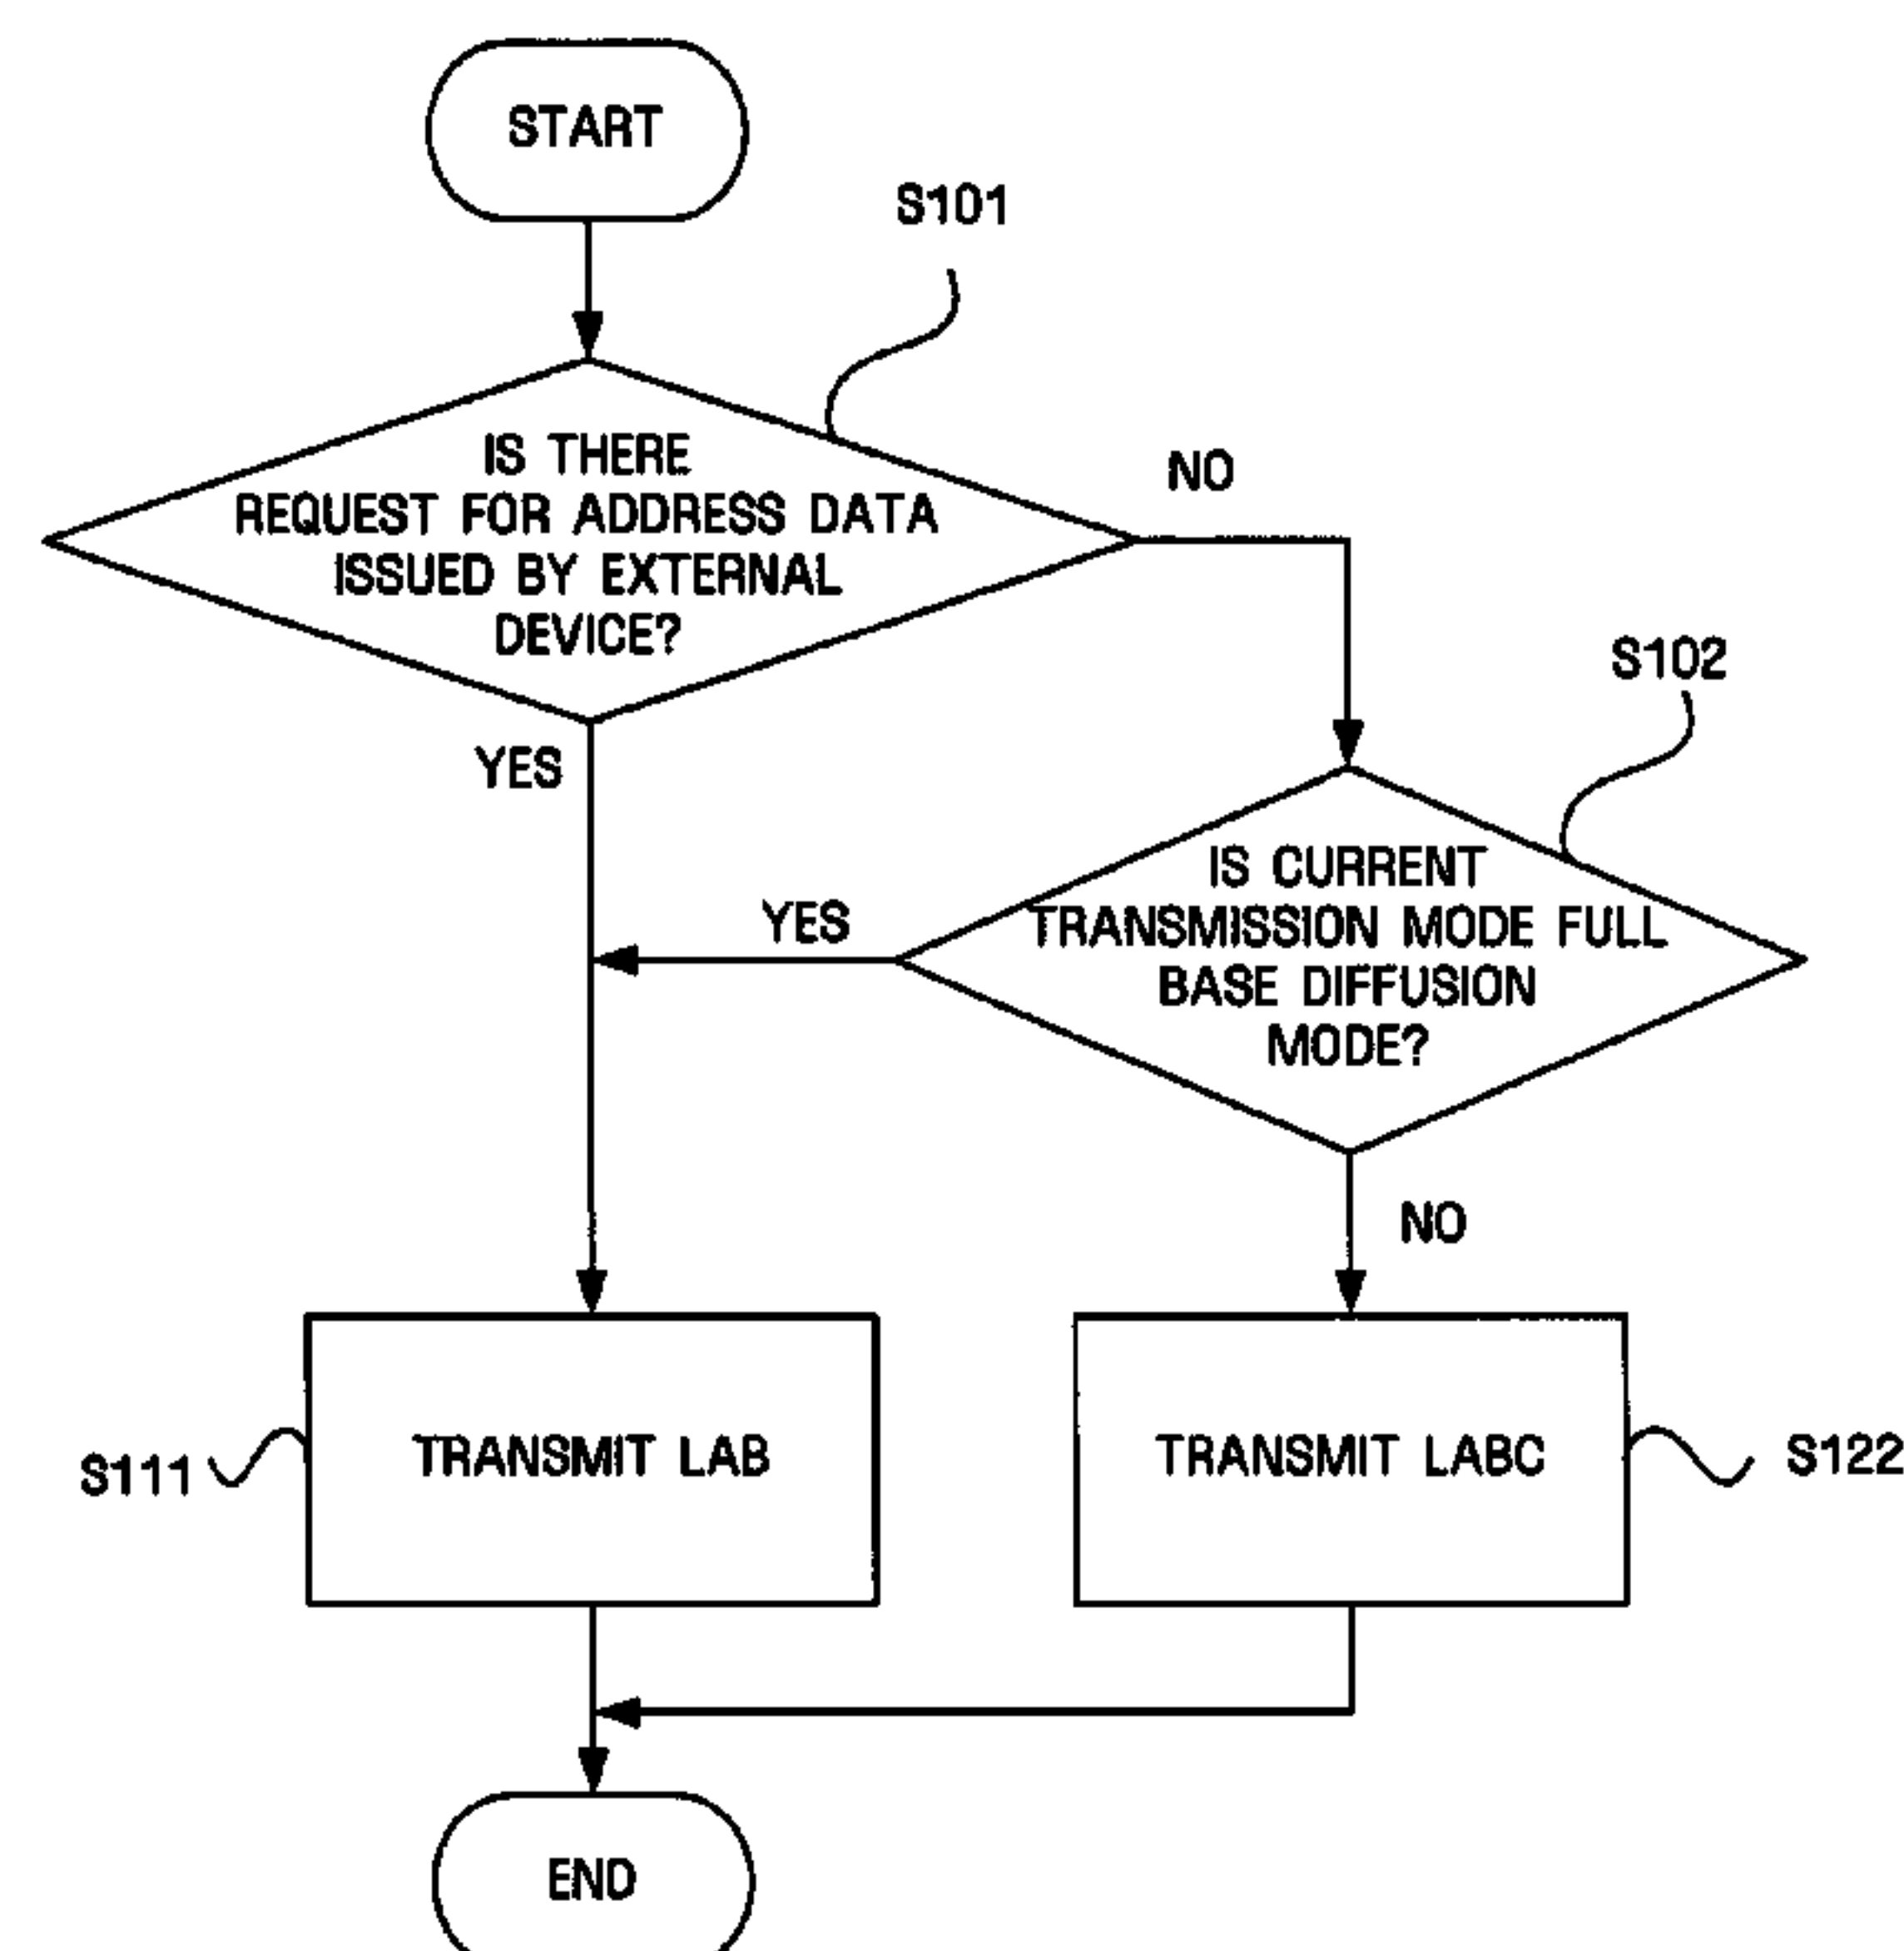 START
S101
IS THERE
REQUEST FOR ADDRESS DATA
ISSUED BY EXTERNAL
DEVICE?
NO
YES
S102
IS CURRENT
TRANSMISSION MODE FULL
BASE DIFFUSION
MODE?
YES
NO
TRANSMIT LAB
S111
TRANSMIT LABC
S122
END